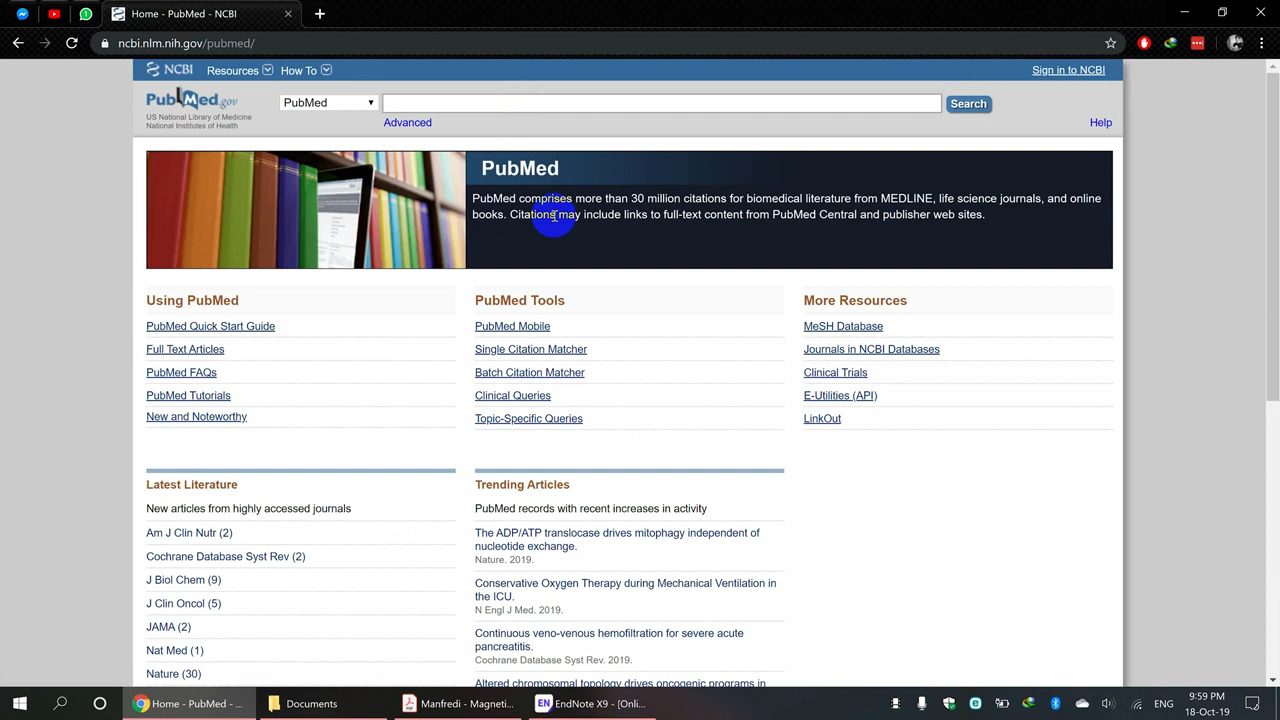 Home - PubMed - NCBI
ncbi.nlm.nih.gov/pubmed/
NCBI Resources How To Sign in to NCBI
PubMed.gov
US National Library of Medicine
National Institutes of Health
PubMed
Search
Advanced
Help
PubMed
PubMed comprises more than 30 million citations for biomedical literature from MEDLINE, life science journals, and online
books. Citations may include links to full-text content from PubMed Central and publisher web sites.
Using PubMed
PubMed Quick Start Guide
Full Text Articles
PubMed FAQs
PubMed Tutorials
New and Noteworthy
PubMed Tools
PubMed Mobile
Single Citation Matcher
Batch Citation Matcher
Clinical Queries
Topic-Specific Queries
More Resources
MeSH Database
Journals in NCBI Databases
Clinical Trials
E-Utilities (API)
LinkOut
Latest Literature
New articles from highly accessed journals
Am J Clin Nutr (2)
Cochrane Database Syst Rev (2)
J Biol Chem (9)
J Clin Oncol (5)
JAMA (2)
Nat Med (1)
Nature (30)
Trending Articles
PubMed records with recent increases in activity
The ADP/ATP translocase drives mitophagy independent of
nucleotide exchange.
Nature. 2019.
Conservative Oxygen Therapy during Mechanical Ventilation in
the ICU.
N Engl J Med. 2019.
Continuous veno-venous hemofiltration for severe acute
pancreatitis.
Cochrane Database Syst Rev. 2019.
Altered chromosomal topology drives oncogenic programs in
Home - PubMed - ...
Documents
Manfredi - Magneti...
EN EndNote X9 - [Onli...
ENG
9:59 PM
18-Oct-19